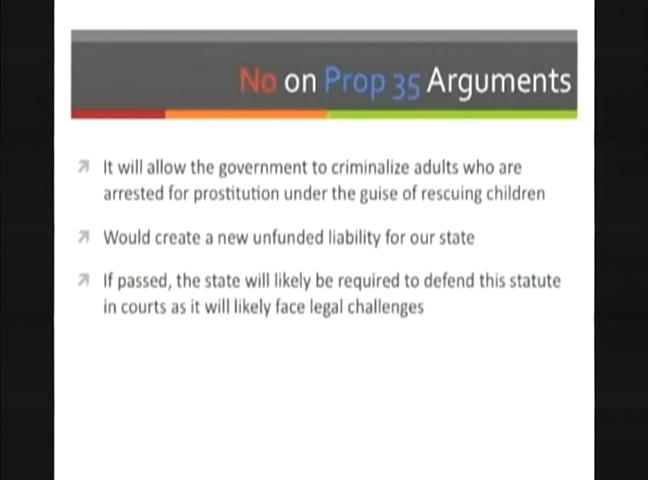 No on Prop 35 Arguments
It will allow the government to criminalize adults who are
arrested for prostitution under the guise of rescuing children
Would create a new unfunded liability for our state
If passed, the state will likely be required to defend this statute
in courts as it will likely face legal challenges